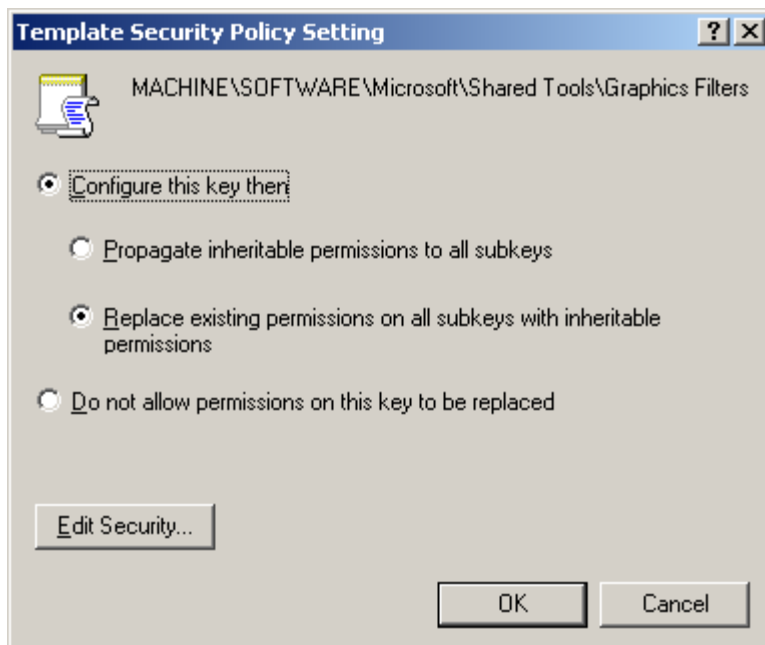 Template Security Policy Setting
MACHINE\SOFTWARE\Microsoft\Shared Tools\Graphics Filters
Configure this key then
Propagate inheritable permissions to all subkeys
Replace existing permissions on all subkeys with inheritable
permissions
Do not allow permissions on this key to be replaced
Edit Security...
OK Cancel